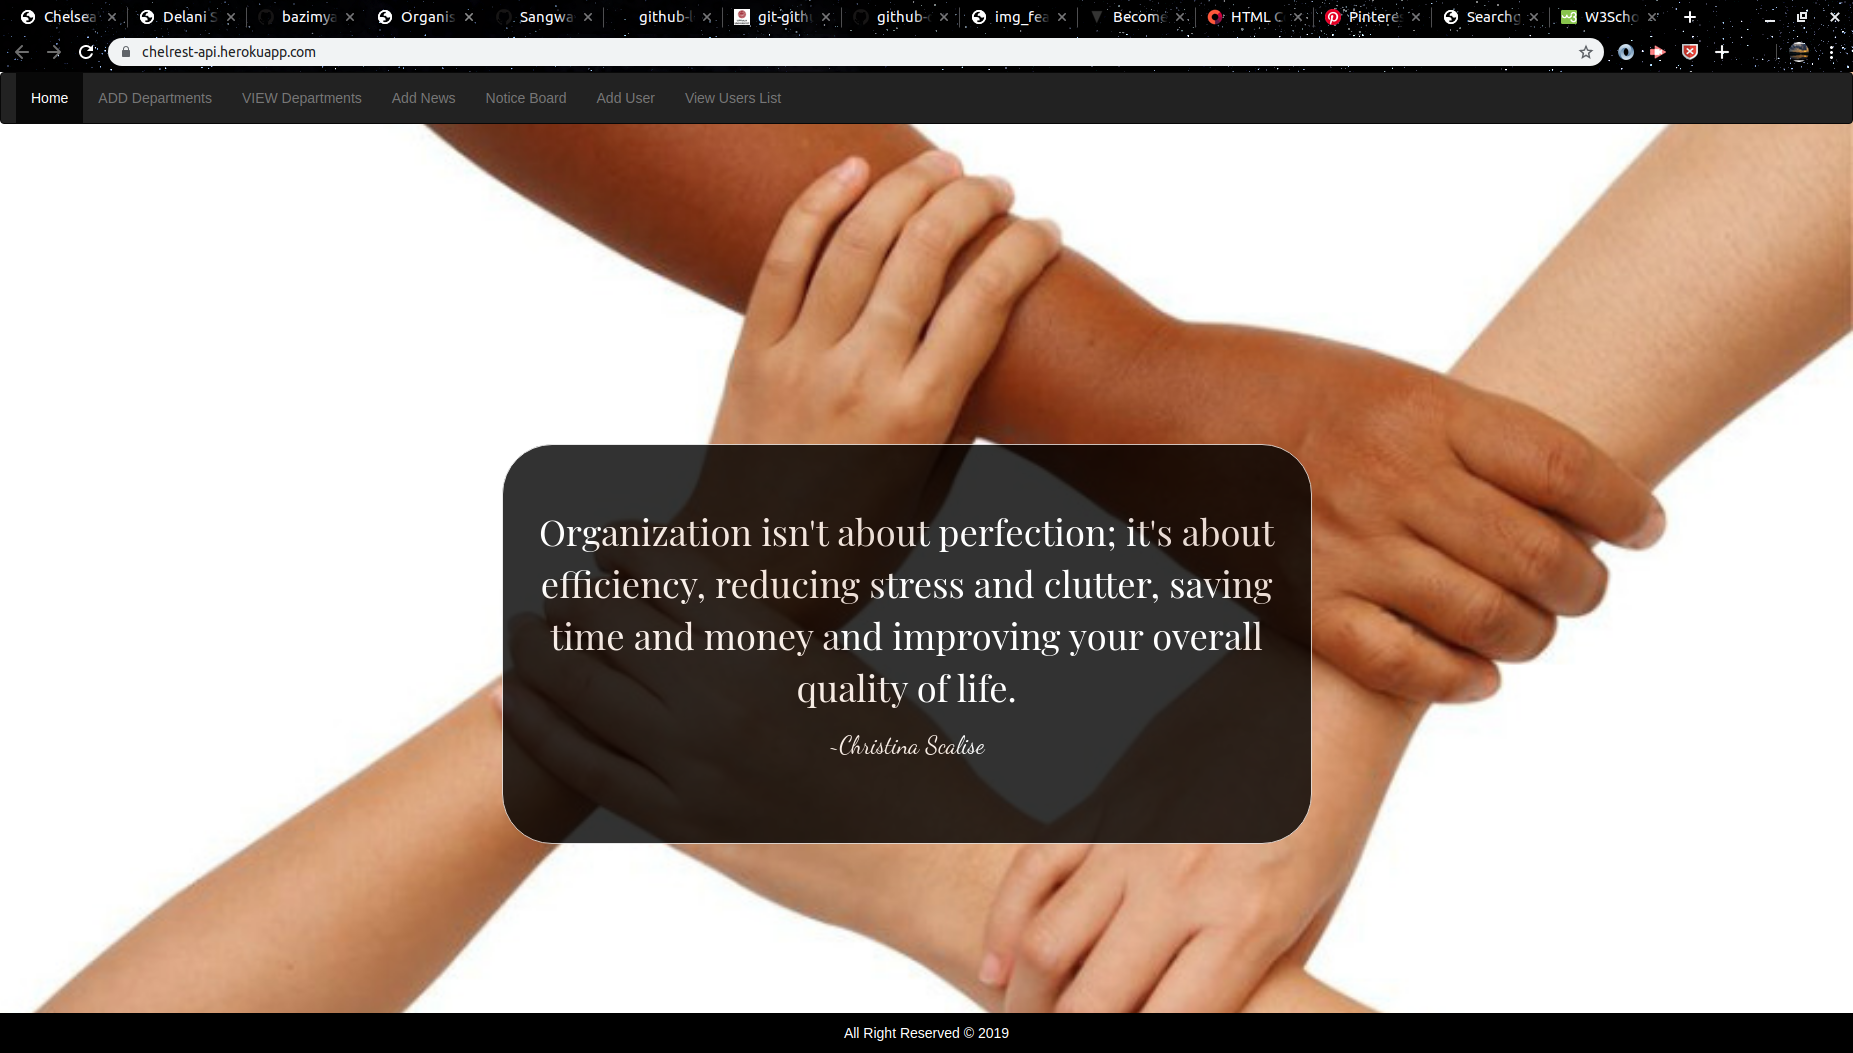 Chelsea
Delani S
bazimya
Organis
Sangwa
github-
git-gith
github-
img_fea
Become
HTML C
Pintere
Search
W3Scho
chelrest-api.herokuapp.com
Home ADD Departments VIEW Departments Add News Notice Board Add User View Users List
Organization isn't about perfection; it's about
efficiency, reducing stress and clutter, saving
time and money and improving your overall
quality of life.
~Christina Scalise
All Right Reserved © 2019